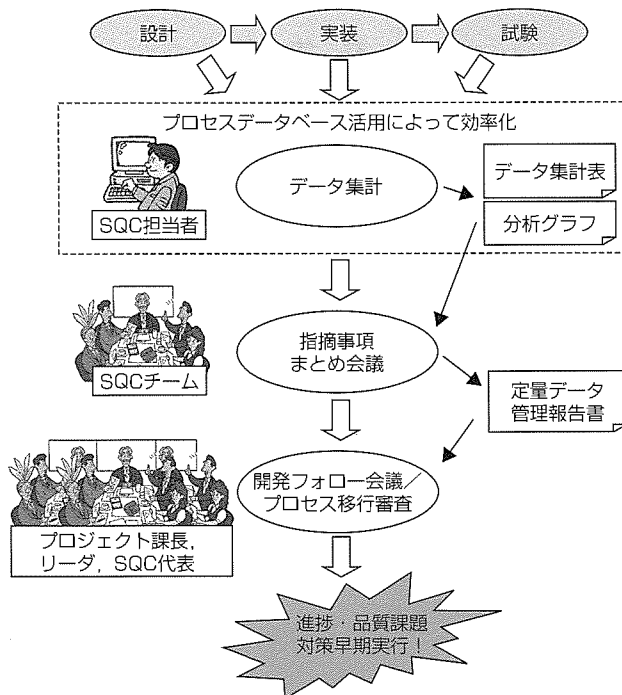 設計
実装
試験
プロセスデータベース活用によって効率化
データ集計
SQC担当者
データ集計表
分析グラフ
指摘事項
まとめ会議
SQCチーム
定量データ
管理報告書
開発フォロー会議／
プロセス移行審査
プロジェクト課長，
リーダ，SQC代表
進捗・品質課題
対策早期実行！